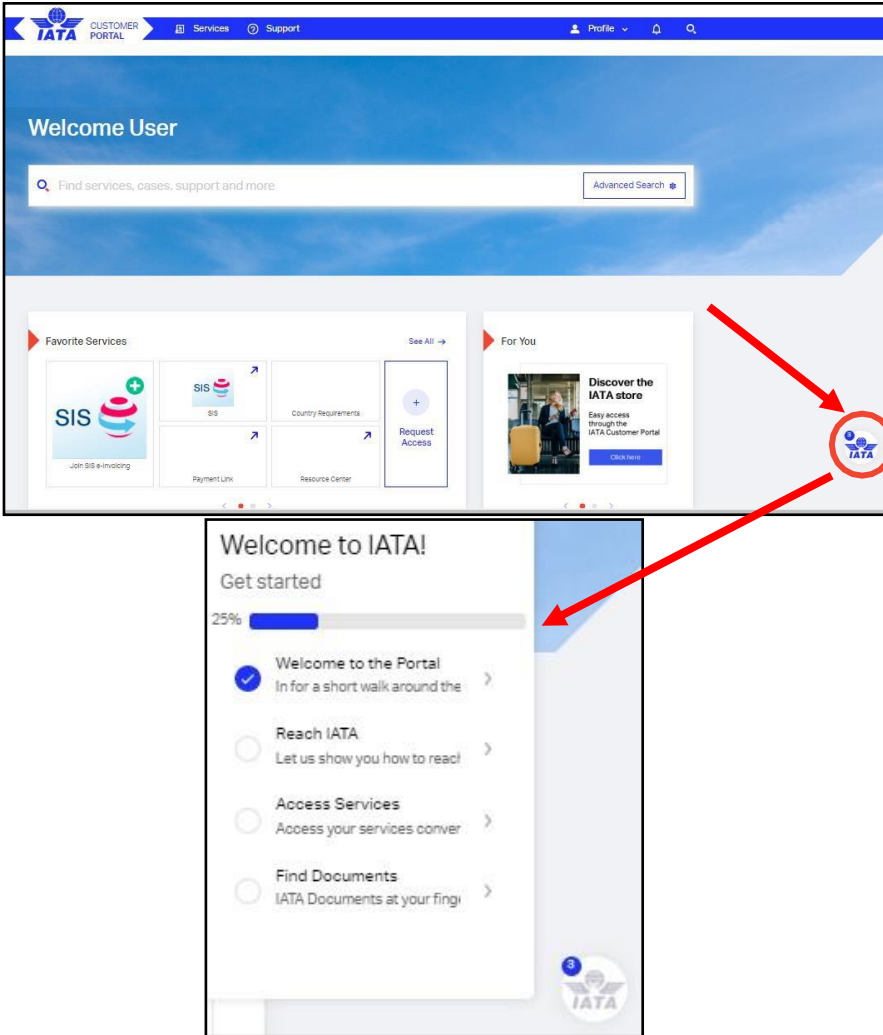 IATA
CUSTOMER
PORTAL
Services
Support
Profile
Welcome User
Find services, cases, support and more
Advanced Search
Favorite Services
See All →
SIS
Join SIS e-invoicing
SIS
SIS
Country Requirements
Payment Link
Resource Center
+
Request
Access
For You
Discover the
IATA store
Easy access
through the
IATA Customer Portal
Click here
3
IATA
Welcome to IATA!
Get started
25%
Welcome to the Portal
In for a short walk around the
Reach IATA
Let us show you how to reach
Access Services
Access your services conver
Find Documents
IATA Documents at your finge
3
IATA